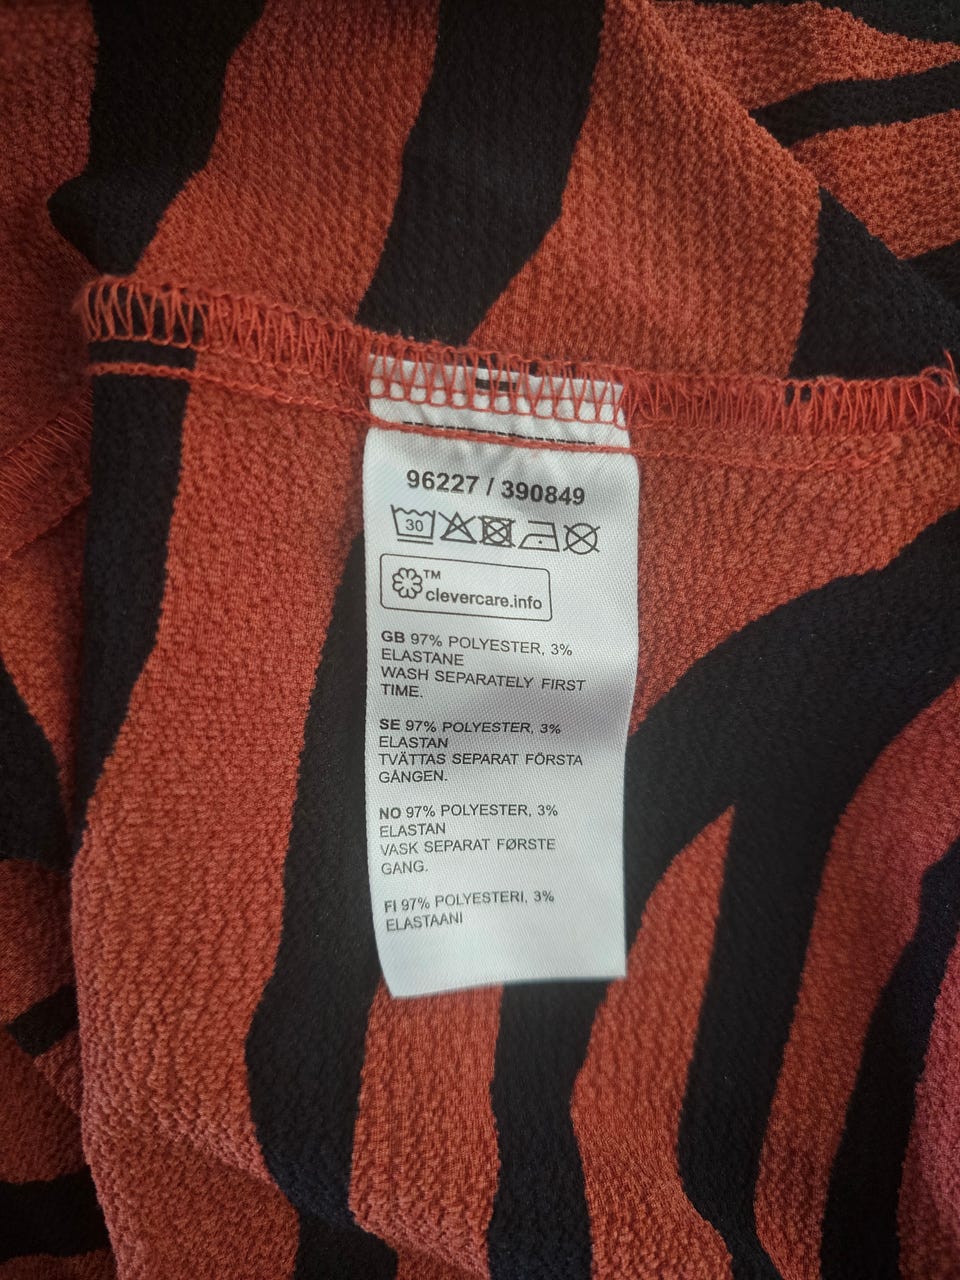 96227 / 390849
30
TM
clevercare.info
GB 97% POLYESTER, 3%
ELASTANE
WASH SEPARATELY FIRST
TIME.
SE 97% POLYESTER, 3%
ELASTAN
TVÄTTAS SEPARAT FÖRSTA
GÅNGEN.
NO 97% POLYESTER, 3%
ELASTAN
VASK SEPARAT FØRSTE
GANG.
FI 97% POLYESTERI, 3%
ELASTAANI